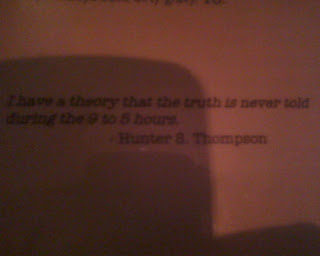 I have a theory that the truth is never told
during the 9 to 5 hours.
- Hunter S. Thompson